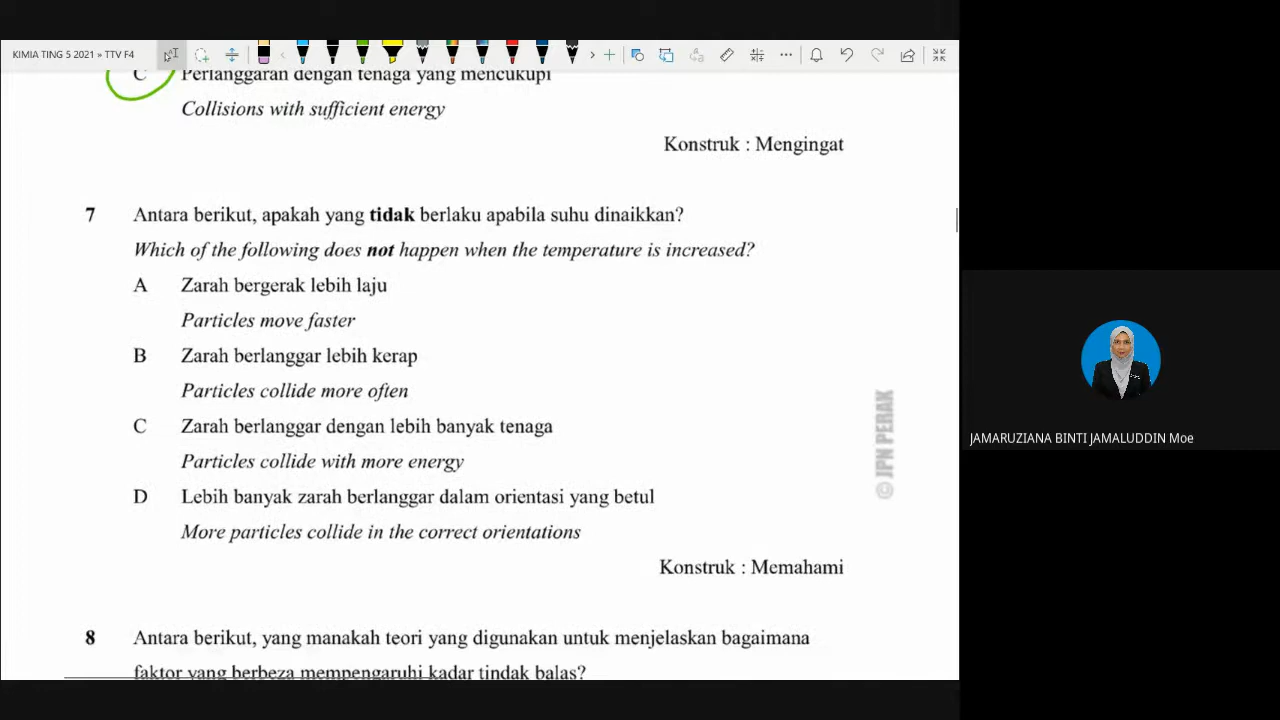 KIMIA TING 5 2021 » TTV F4
C Perlanggaran dengan tenaga yang mencukupi
Collisions with sufficient energy
Konstruk : Mengingat
7 Antara berikut, apakah yang tidak berlaku apabila suhu dinaikkan?
Which of the following does not happen when the temperature is increased?
A Zarah bergerak lebih laju
Particles move faster
B Zarah berlanggar lebih kerap
Particles collide more often
C Zarah berlanggar dengan lebih banyak tenaga
Particles collide with more energy
D Lebih banyak zarah berlanggar dalam orientasi yang betul
More particles collide in the correct orientations
Konstruk : Memahami
© JPN PERAK
8 Antara berikut, yang manakah teori yang digunakan untuk menjelaskan bagaimana
faktor yang berbeza mempengaruhi kadar tindak balas?
JAMARUZIANA BINTI JAMALUDDIN Moe